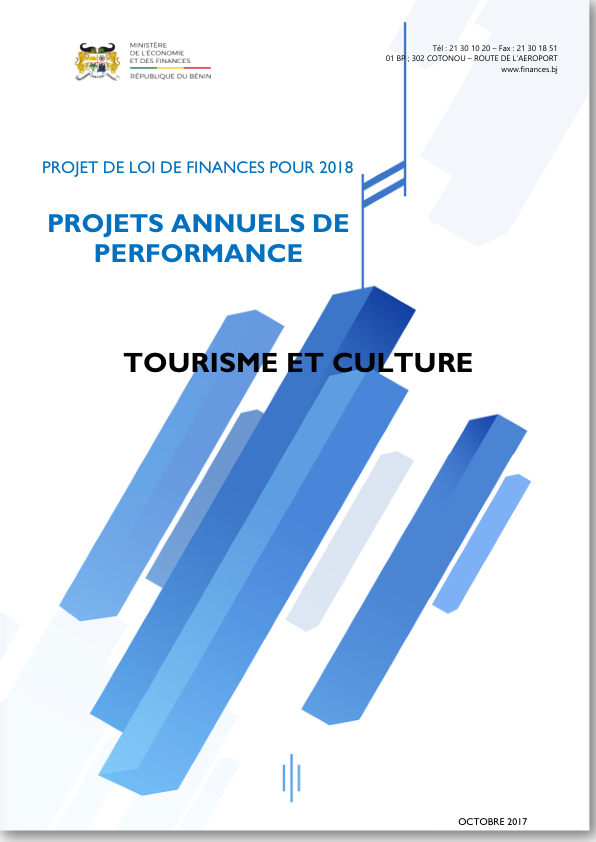 MINISTÈRE
DE L'ÉCONOMIE
ET DES FINANCES
RÉPUBLIQUE DU BÉNIN
Tél : 21 30 10 20 – Fax : 21 30 18 51
01 BP ; 302 COTONOU – ROUTE DE L'AEROPORT
www.finances.bj
PROJET DE LOI DE FINANCES POUR 2018
PROJETS ANNUELS DE
PERFORMANCE
TOURISME ET CULTURE
OCTOBRE 2017